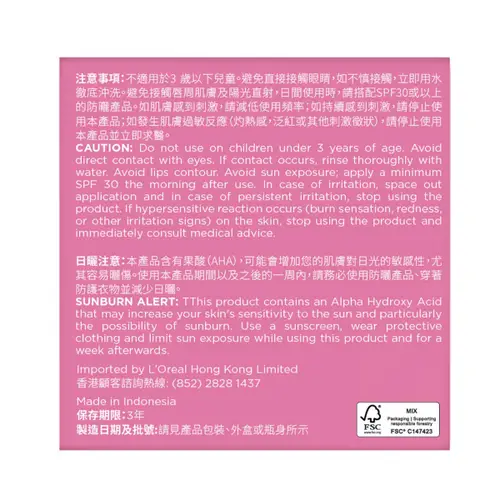 注意事項:不適用於3 歲以下兒童。避免直接接觸眼睛,如不慎接觸,立即用水
徹底沖洗。避免接觸唇周肌膚及陽光直射,日間使用時,請搭配SPF30或以上
的防曬產品。如肌膚感到刺激,請減低使用頻率;如持續感到刺激,請停止使
用本產品;如發生肌膚過敏反應(灼熱感,泛紅或其他刺激徵狀),請停止使用
本產品並立即求醫。
CAUTION: Do not use on children under 3 years of age. Avoid
direct contact with eyes. If contact occurs, rinse thoroughly with
water. Avoid lips contour. Avoid sun exposure; apply a minimum
SPF 30 the morning after use. In case of irritation, space out
application and in case of persistent irritation, stop using the
product. If hypersensitive reaction occurs (burn sensation, redness,
or other irritation signs) on the skin, stop using the product and
immediately consult medical advice.
日曬注意:本產品含有果酸(AHA),可能會增加您的肌膚對日光的敏感性,尤
其容易曬傷。使用本產品期間以及之後的一周內,請務必使用防曬產品、穿著
防護衣物並減少日曬。
SUNBURN ALERT: TThis product contains an Alpha Hydroxy Acid
that may increase your skin's sensitivity to the sun and particularly
the possibility of sunburn. Use a sunscreen, wear protective
clothing and limit sun exposure while using this product and for a
week afterwards.
Imported by L'Oreal Hong Kong Limited
香港顧客諮詢熱線: (852) 2828 1437
Made in Indonesia
保存期限:3年
製造日期及批號:請見產品包裝、外盒或瓶身所示
FSC
www.fsc.org
MIX
Packaging | Supporting
responsible forestry
FSC® C147423